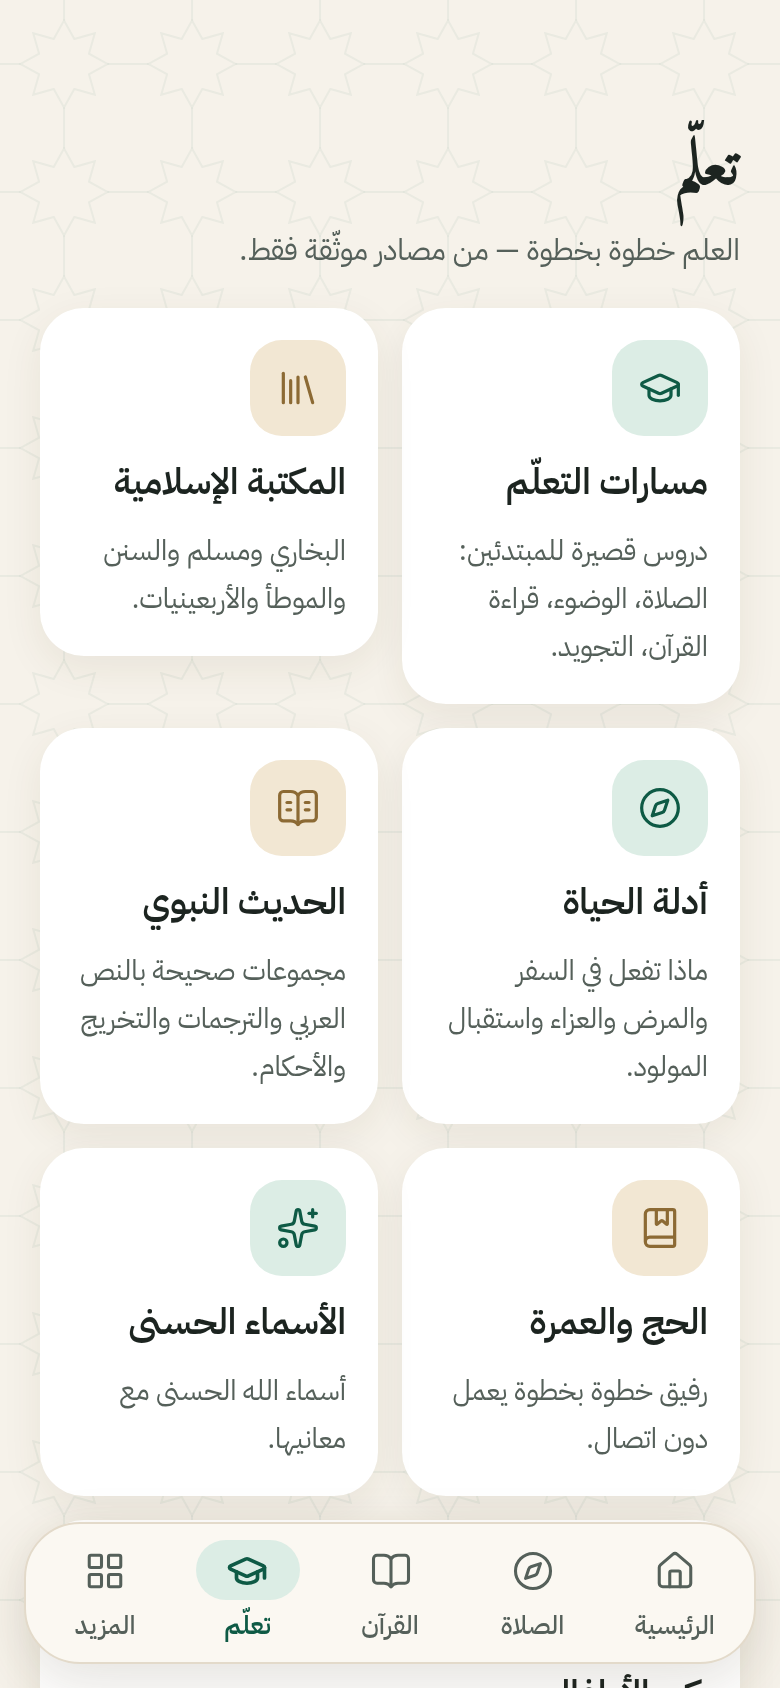 تعلّم
العلم خطوة بخطوة — من مصادر موثّقة فقط.
مسارات التعلّم
دروس قصيرة للمبتدئين:
الصلاة، الوضوء، قراءة
القرآن، التجويد.
المكتبة الإسلامية
البخاري ومسلم والسنن
والموطأ والأربعينيات.
أدلة الحياة
ماذا تفعل في السفر
والمرض والعزاء واستقبال
المولود.
الحديث النبوي
مجموعات صحيحة بالنص
العربي والترجمات والتخريج
والأحكام.
الحج والعمرة
رفيق خطوة بخطوة يعمل
دون اتصال.
الأسماء الحسنى
أسماء الله الحسنى مع
معانيها.
الرئيسية
الصلاة
القرآن
تعلّم
المزيد